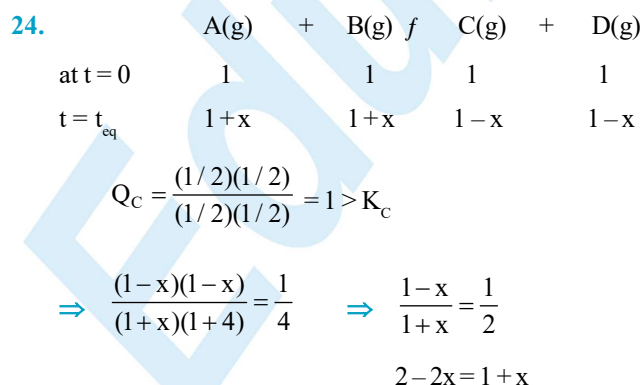 24. A(g) + B(g) f C(g) + D(g)
at t = 0 1 1 1 1
t = t_eq 1+x 1+x 1−x 1−x
Q_C = (1/2)(1/2) / (1/2)(1/2) = 1 > K_c
⇒ (1−x)(1−x) / (1+x)(1+4) = 1/4 ⇒ 1−x / 1+x = 1/2
2−2x = 1+x